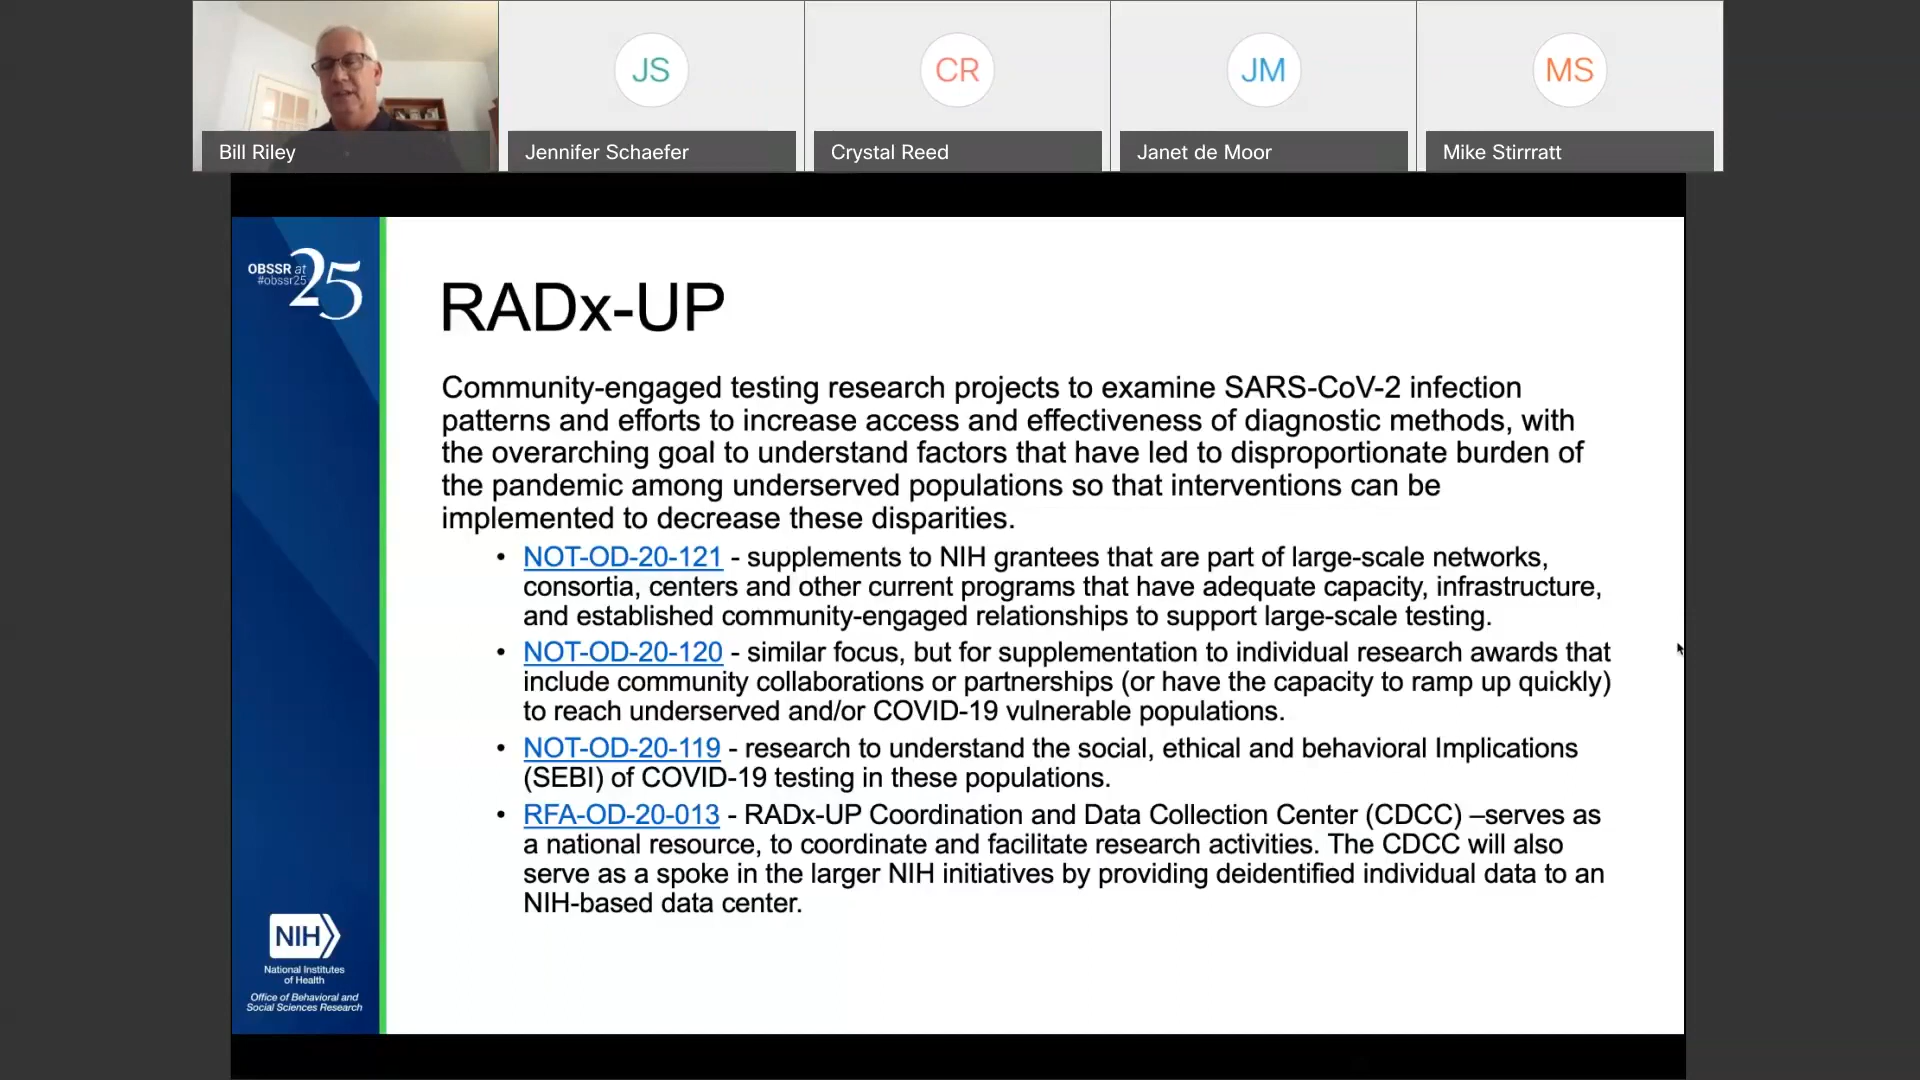 JS
CR
JM
MS
Bill Riley
Jennifer Schaefer
Crystal Reed
Janet de Moor
Mike Stirrratt
OBSSR at
#obssr25
25
RADx-UP
Community-engaged testing research projects to examine SARS-CoV-2 infection
patterns and efforts to increase access and effectiveness of diagnostic methods, with
the overarching goal to understand factors that have led to disproportionate burden of
the pandemic among underserved populations so that interventions can be
implemented to decrease these disparities.
• NOT-OD-20-121 - supplements to NIH grantees that are part of large-scale networks,
consortia, centers and other current programs that have adequate capacity, infrastructure,
and established community-engaged relationships to support large-scale testing.
• NOT-OD-20-120 - similar focus, but for supplementation to individual research awards that
include community collaborations or partnerships (or have the capacity to ramp up quickly)
to reach underserved and/or COVID-19 vulnerable populations.
• NOT-OD-20-119 - research to understand the social, ethical and behavioral Implications
(SEBI) of COVID-19 testing in these populations.
• RFA-OD-20-013 - RADx-UP Coordination and Data Collection Center (CDCC) –serves as
a national resource, to coordinate and facilitate research activities. The CDCC will also
serve as a spoke in the larger NIH initiatives by providing deidentified individual data to an
NIH-based data center.
NIH
National Institutes
of Health
Office of Behavioral and
Social Sciences Research